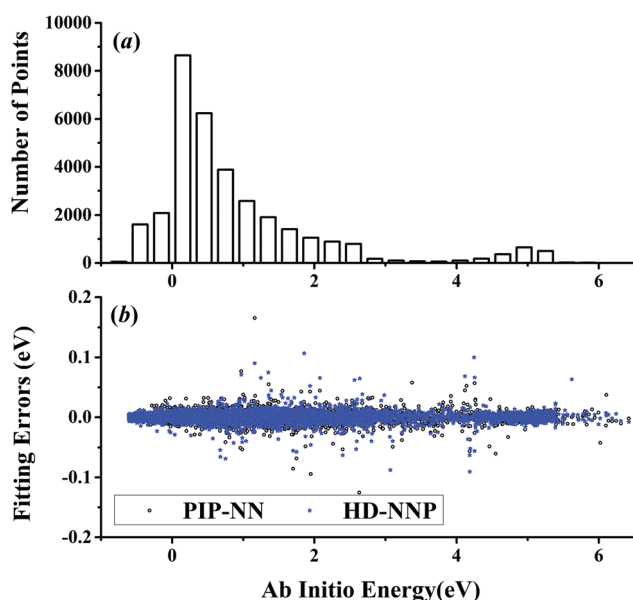 (a)
Number of Points
10000
8000
6000
4000
2000
0
0 2 4 6
(b)
Fitting Errors (eV)
0.2
0.1
0.0
-0.1
-0.2
PIP-NN HD-NNP
0 2 4 6
Ab Initio Energy(eV)